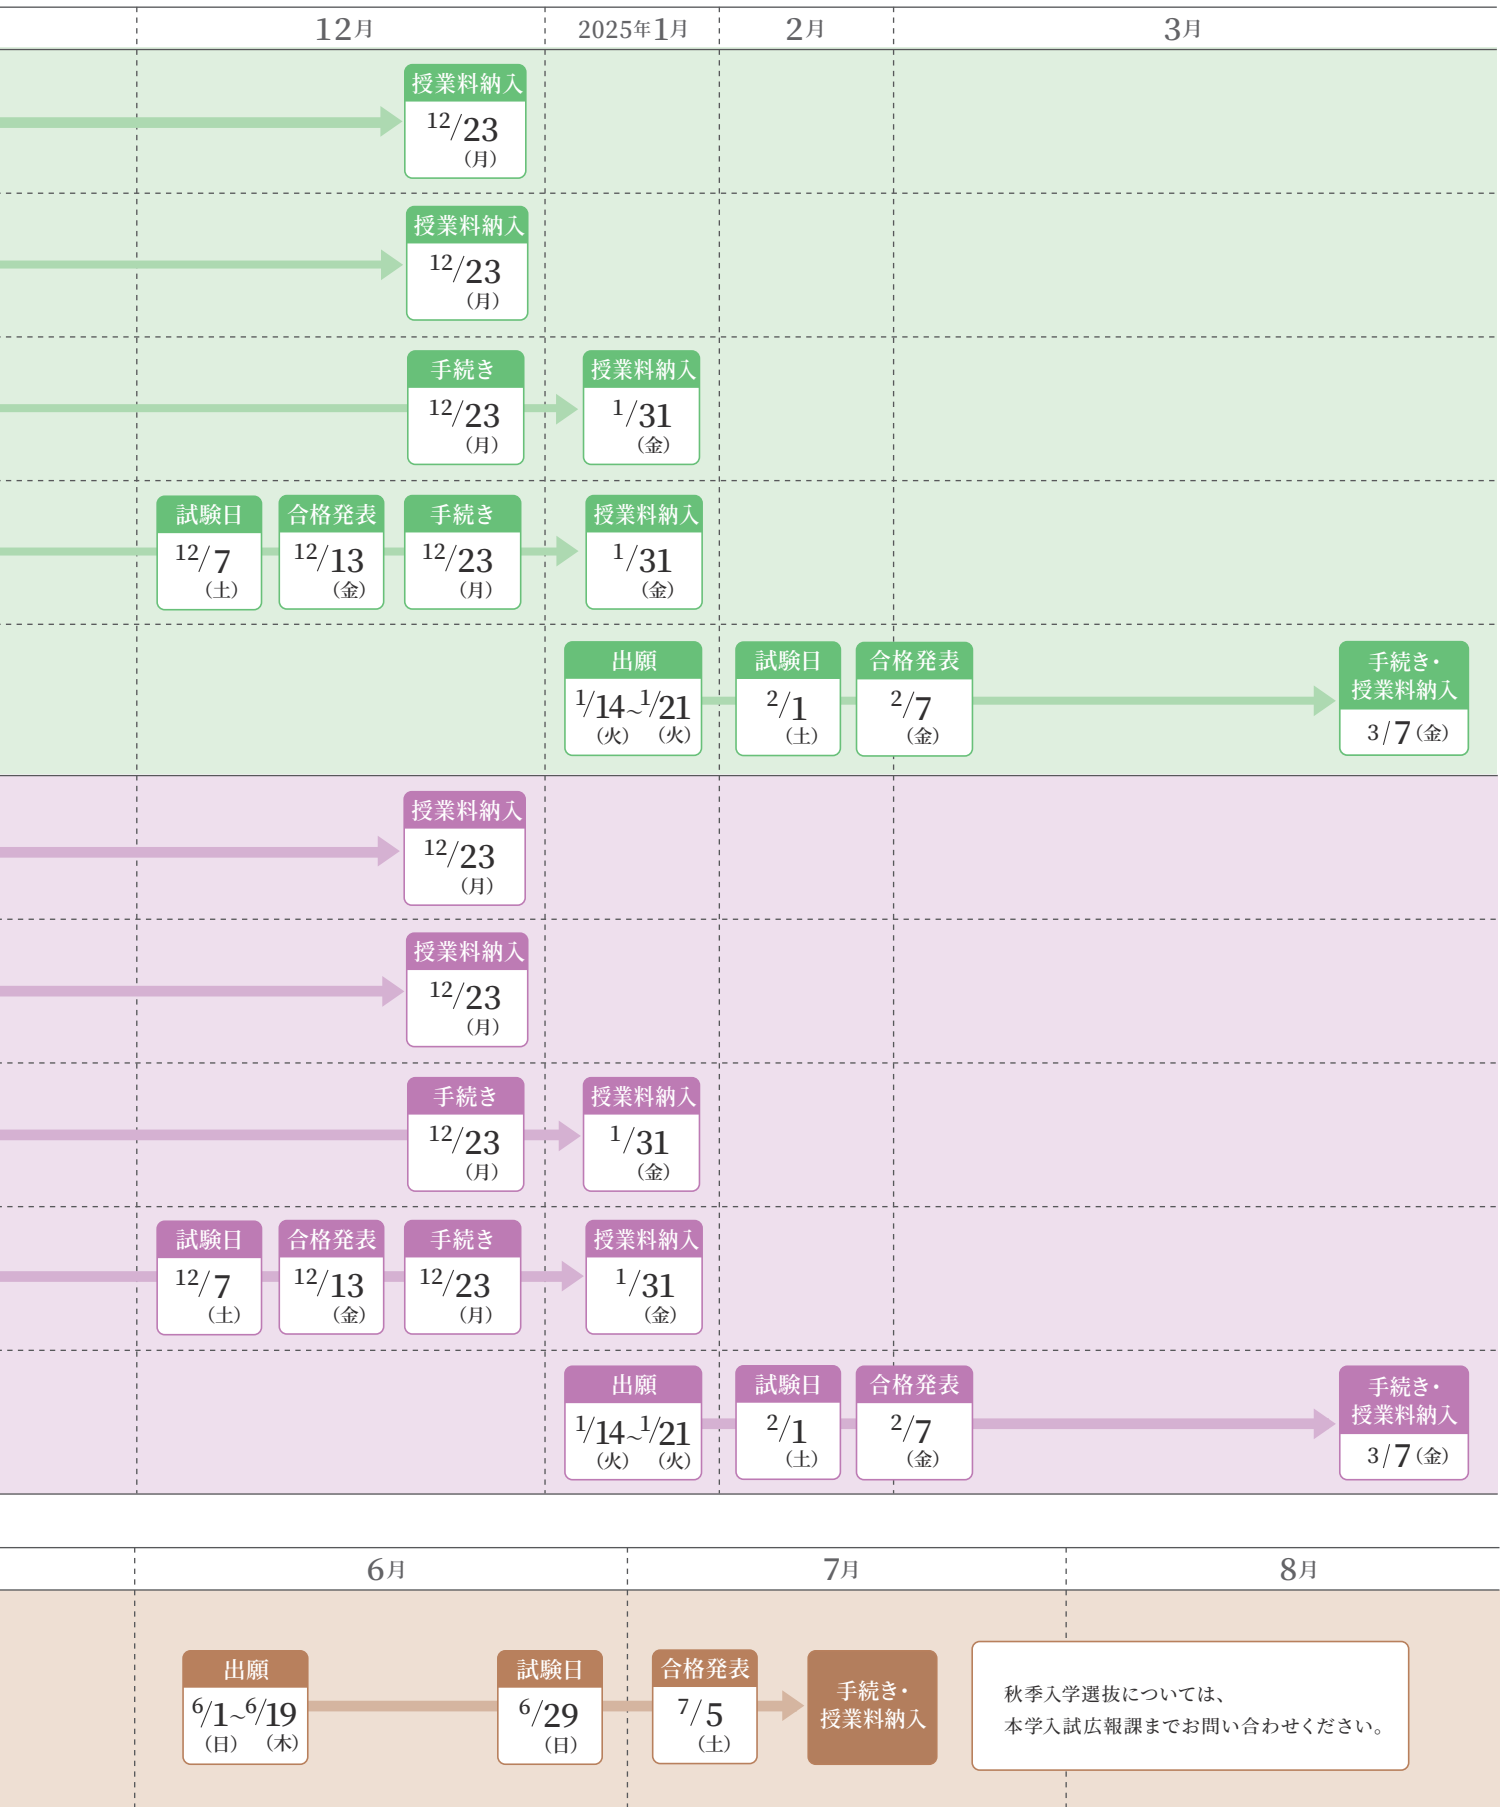 12月
2025年1月
2月
3月
授業料納入
12/23
（月）
授業料納入
12/23
（月）
手続き
12/23
（月）
授業料納入
1/31
（金）
試験日
12/7
（土）
合格発表
12/13
（金）
手続き
12/23
（月）
授業料納入
1/31
（金）
出願
1/14~1/21
（火） （火）
試験日
2/1
（土）
合格発表
2/7
（金）
手続き・
授業料納入
3/7（金）
授業料納入
12/23
（月）
授業料納入
12/23
（月）
手続き
12/23
（月）
授業料納入
1/31
（金）
試験日
12/7
（土）
合格発表
12/13
（金）
手続き
12/23
（月）
授業料納入
1/31
（金）
出願
1/14~1/21
（火） （火）
試験日
2/1
（土）
合格発表
2/7
（金）
手続き・
授業料納入
3/7（金）
6月
7月
8月
出願
6/1~6/19
（日） （木）
試験日
6/29
（日）
合格発表
7/5
（土）
手続き・
授業料納入
秋季入学選抜については、
本学入試広報課までお問い合わせください。